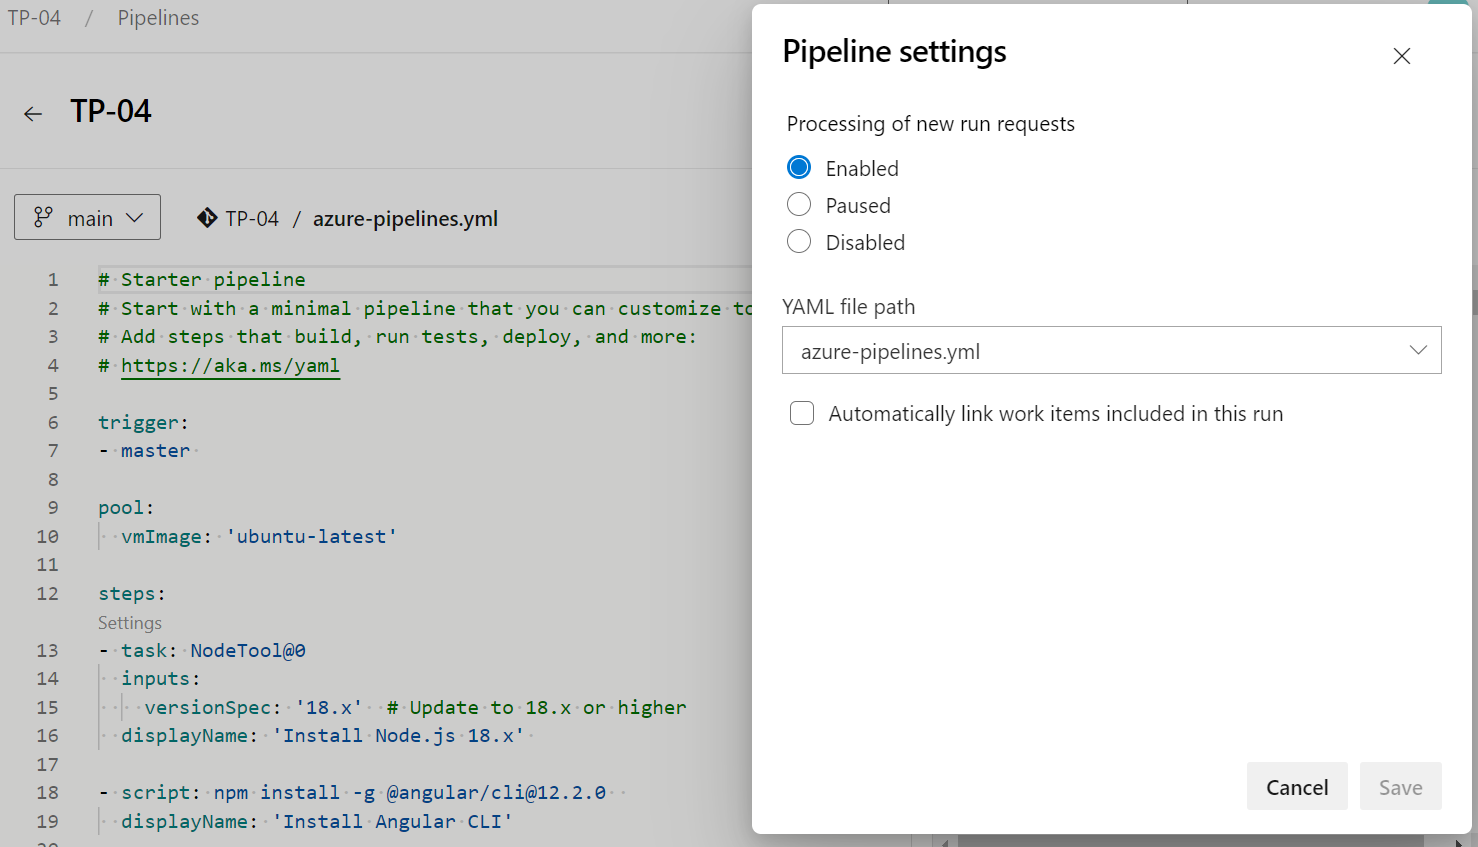 TP-04 / Pipelines
TP-04
main
TP-04 / azure-pipelines.yml
1 # Starter pipeline
2 # Start with a minimal pipeline that you can customize to
3 # Add steps that build, run tests, deploy, and more:
4 # https://aka.ms/yaml
5
6 trigger:
7 - master
8
9 pool:
10 vmImage: 'ubuntu-latest'
11
12 steps:
Settings
13 - task: NodeTool@0
14 inputs:
15 versionSpec: '18.x' # Update to 18.x or higher
16 displayName: 'Install Node.js 18.x'
17
18 - script: npm install -g @angular/cli@12.2.0
19 displayName: 'Install Angular CLI'
Pipeline settings
Processing of new run requests
Enabled
Paused
Disabled
YAML file path
azure-pipelines.yml
Automatically link work items included in this run
Cancel Save